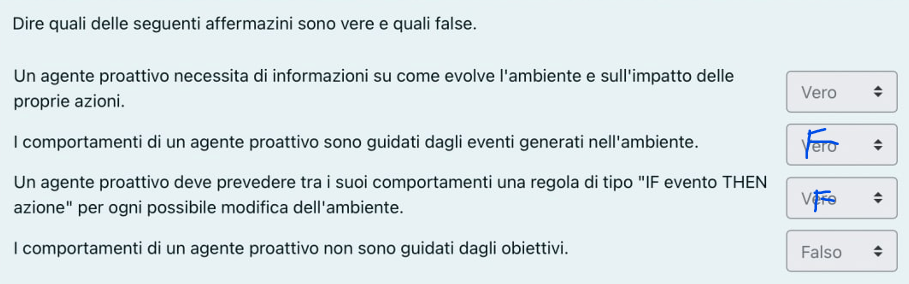 Dire quali delle seguenti affermazini sono vere e quali false.
Un agente proattivo necessita di informazioni su come evolve l'ambiente e sull'impatto delle
proprie azioni.
Vero
I comportamenti di un agente proattivo sono guidati dagli eventi generati nell'ambiente.
Vero
F
Un agente proattivo deve prevedere tra i suoi comportamenti una regola di tipo "IF evento THEN
azione" per ogni possibile modifica dell'ambiente.
Vero
F
I comportamenti di un agente proattivo non sono guidati dagli obiettivi.
Falso